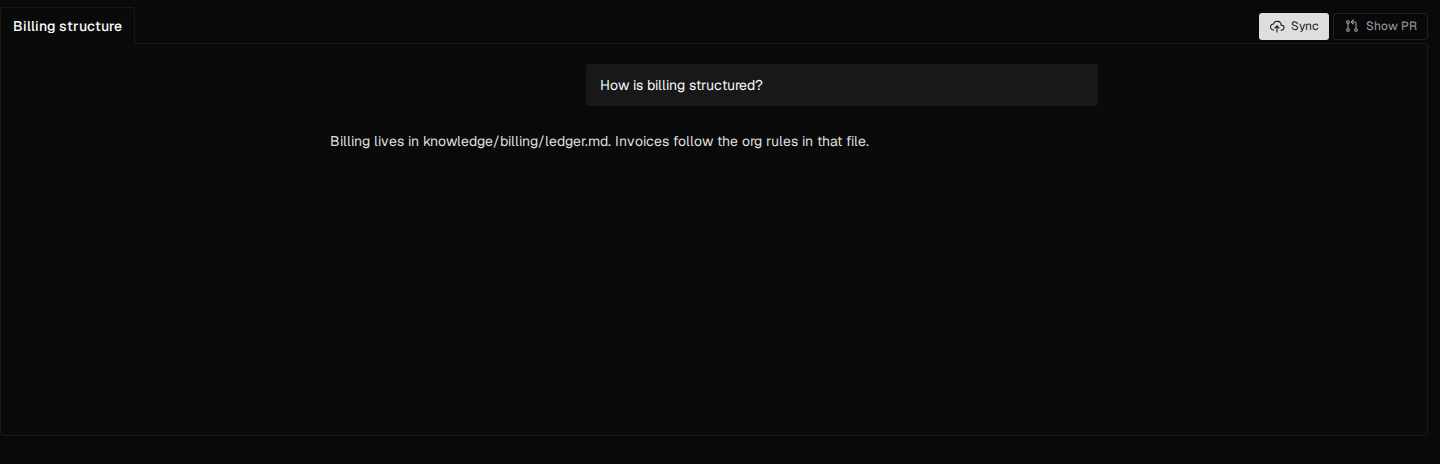 Billing structure
Sync
Show PR
How is billing structured?
Billing lives in knowledge/billing/ledger.md. Invoices follow the org rules in that file.